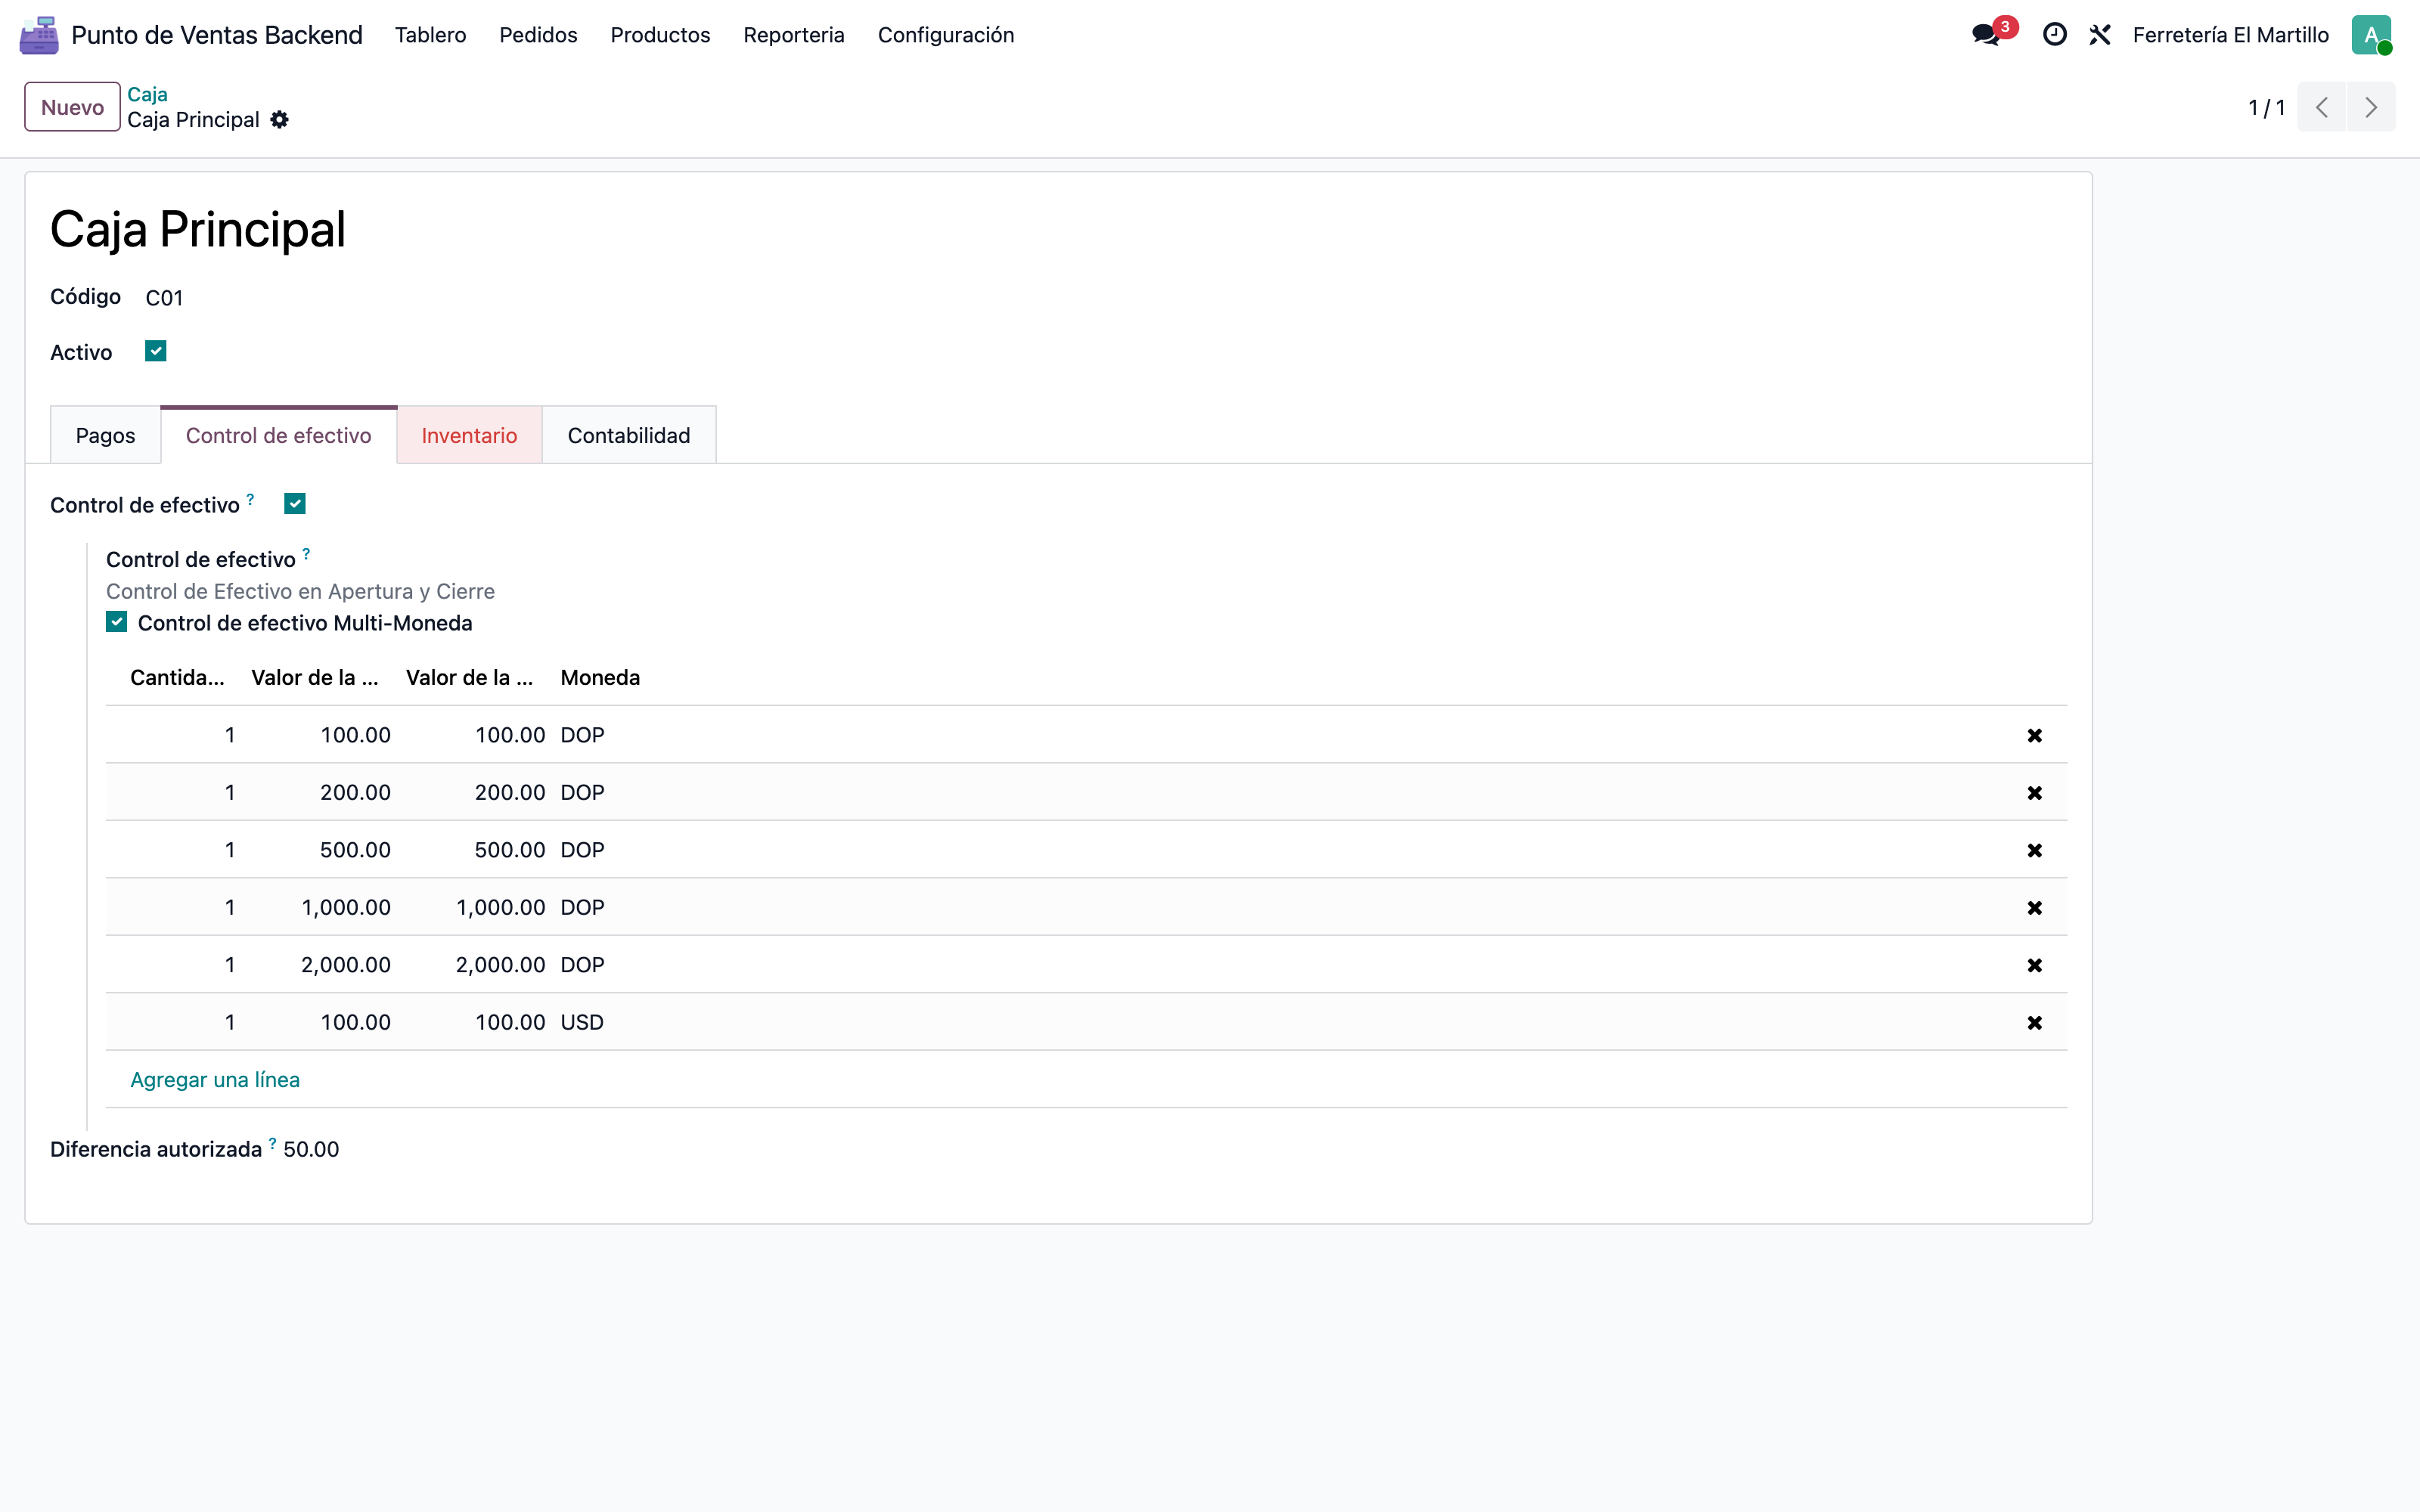 Punto de Ventas Backend Tablero Pedidos Productos Reporteria Configuración 3 Ferretería El Martillo A
Nuevo Caja
Caja Principal 1 / 1
Caja Principal
Código C01
Activo
Pagos Control de efectivo Inventario Contabilidad
Control de efectivo ?
Control de efectivo ?
Control de Efectivo en Apertura y Cierre
Control de efectivo Multi-Moneda
Cantida... Valor de la ... Valor de la ... Moneda
1 100.00 100.00 DOP
1 200.00 200.00 DOP
1 500.00 500.00 DOP
1 1,000.00 1,000.00 DOP
1 2,000.00 2,000.00 DOP
1 100.00 100.00 USD
Agregar una línea
Diferencia autorizada ? 50.00